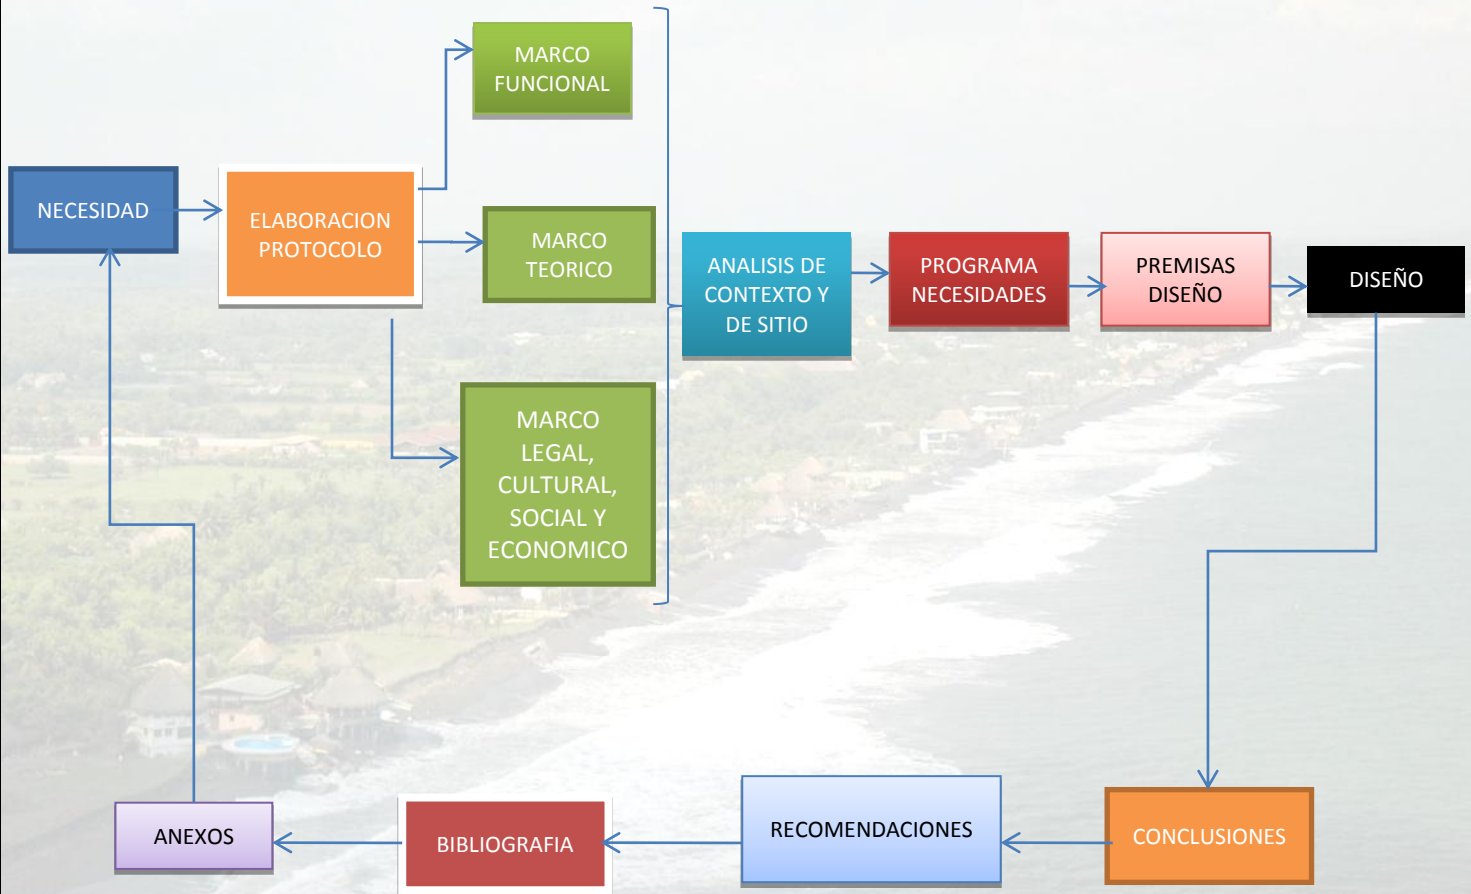 MARCO
FUNCIONAL
NECESIDAD
ELABORACION
PROTOCOLO
MARCO
TEORICO
MARCO
LEGAL,
CULTURAL,
SOCIAL Y
ECONOMICO
ANALISIS DE
CONTEXTO Y
DE SITIO
PROGRAMA
NECESIDADES
PREMISAS
DISEÑO
DISEÑO
CONCLUSIONES
RECOMENDACIONES
BIBLIOGRAFIA
ANEXOS